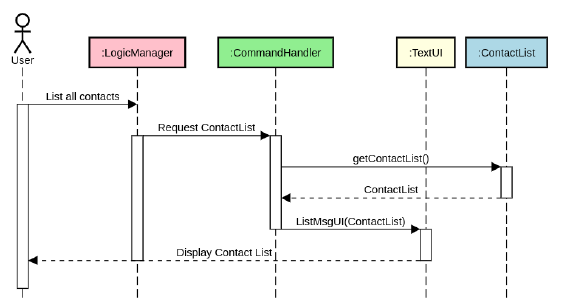 User
:LogicManager
:CommandHandler
:TextUI
:ContactList
List all contacts
Request ContactList
getContactList()
ContactList
ListMsgUI(ContactList)
Display Contact List